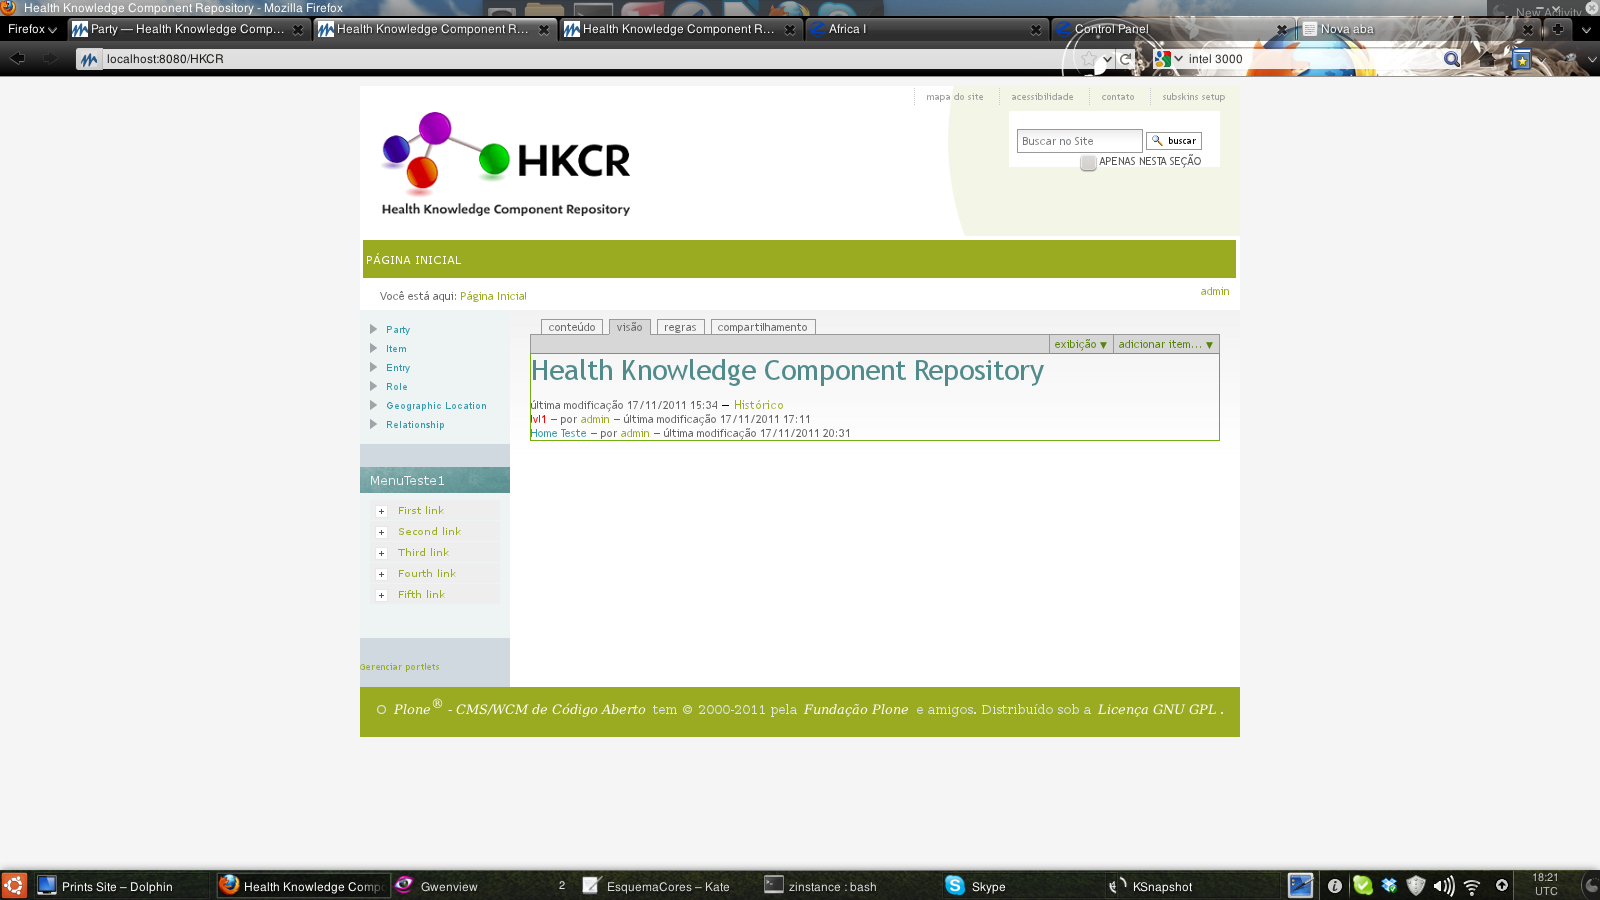 Health Knowledge Component Repository - Mozilla Firefox
New Activity
Firefox
Party — Health Knowledge Comp...
Health Knowledge Component R...
Health Knowledge Component R...
Africa I
Control Panel
Nova aba
localhost:8080/HKCR
intel 3000
mapa do site
acessibilidade
contato
subskins setup
Buscar no Site
buscar
APENAS NESTA SEÇÃO
HKCR
Health Knowledge Component Repository
PÁGINA INICIAL
Você está aqui: Página Inicial
admin
Party
Item
Entry
Role
Geographic Location
Relationship
MenuTeste1
First link
Second link
Third link
Fourth link
Fifth link
Gerenciar portlets
conteúdo
visão
regras
compartilhamento
exibição ▼
adicionar item... ▼
Health Knowledge Component Repository
última modificação 17/11/2011 15:34 — Histórico
lvl1 — por admin — última modificação 17/11/2011 17:11
Home Teste — por admin — última modificação 17/11/2011 20:31
O Plone® - CMS/WCM de Código Aberto tem © 2000-2011 pela Fundação Plone e amigos. Distribuído sob a Licença GNU GPL .
Prints Site – Dolphin
Health Knowledge Compo
Gwenview
2
EsquemaCores – Kate
zinstance : bash
Skype
KSnapshot
18:21
UTC